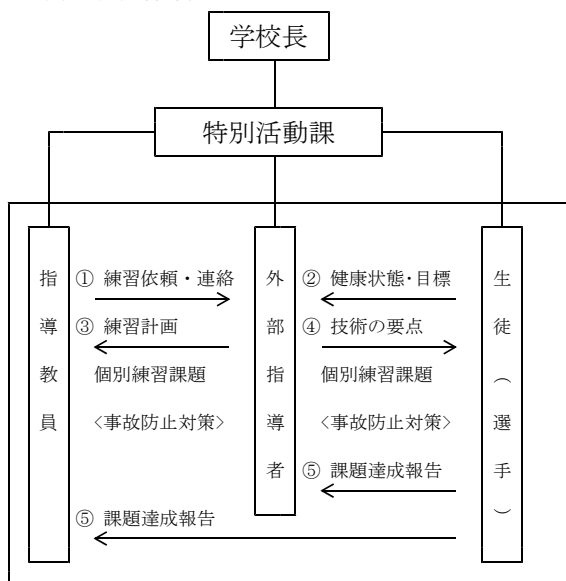 学校長
特別活動課
指導教員
① 練習依頼・連絡
③ 練習計画
個別練習課題
<事故防止対策>
外部指導者
② 健康状態・目標
④ 技術の要点
個別練習課題
<事故防止対策>
⑤ 課題達成報告
生徒(選手)
⑤ 課題達成報告